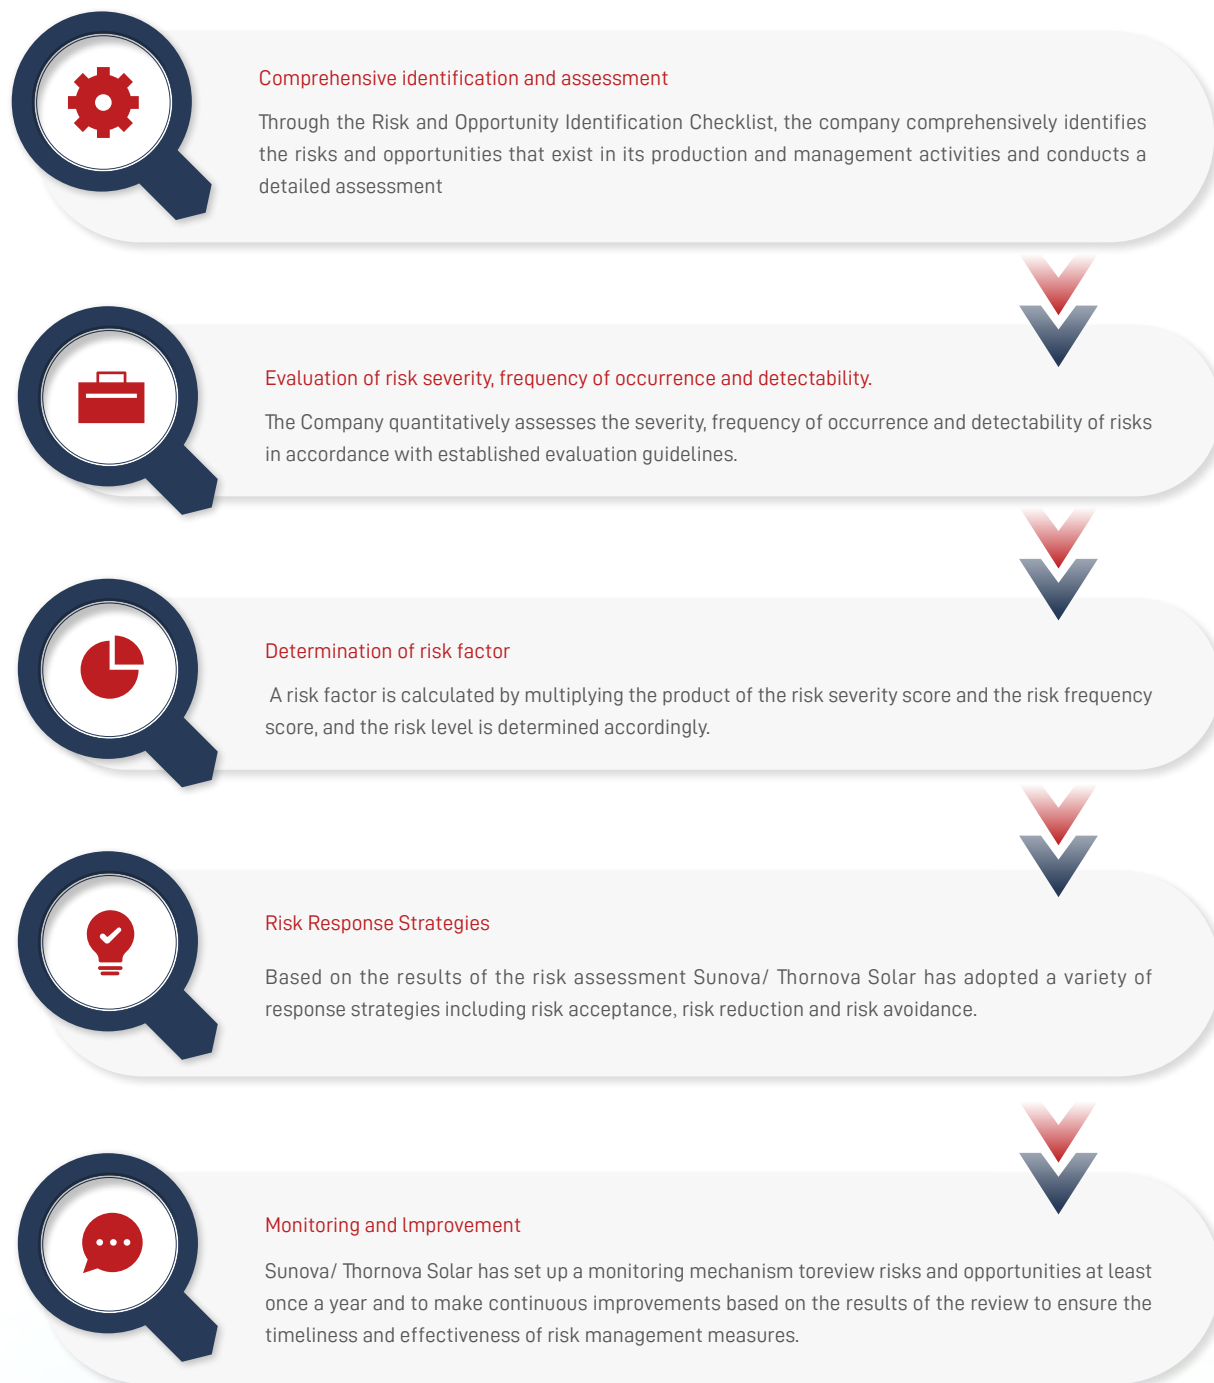 Comprehensive identification and assessment
Through the Risk and Opportunity Identification Checklist, the company comprehensively identifies
the risks and opportunities that exist in its production and management activities and conducts a
detailed assessment
Evaluation of risk severity, frequency of occurrence and detectability.
The Company quantitatively assesses the severity, frequency of occurrence and detectability of risks
in accordance with established evaluation guidelines.
Determination of risk factor
A risk factor is calculated by multiplying the product of the risk severity score and the risk frequency
score, and the risk level is determined accordingly.
Risk Response Strategies
Based on the results of the risk assessment Sunova/ Thornova Solar has adopted a variety of
response strategies including risk acceptance, risk reduction and risk avoidance.
Monitoring and lmprovement
Sunova/ Thornova Solar has set up a monitoring mechanism toreview risks and opportunities at least
once a year and to make continuous improvements based on the results of the review to ensure the
timeliness and effectiveness of risk management measures.